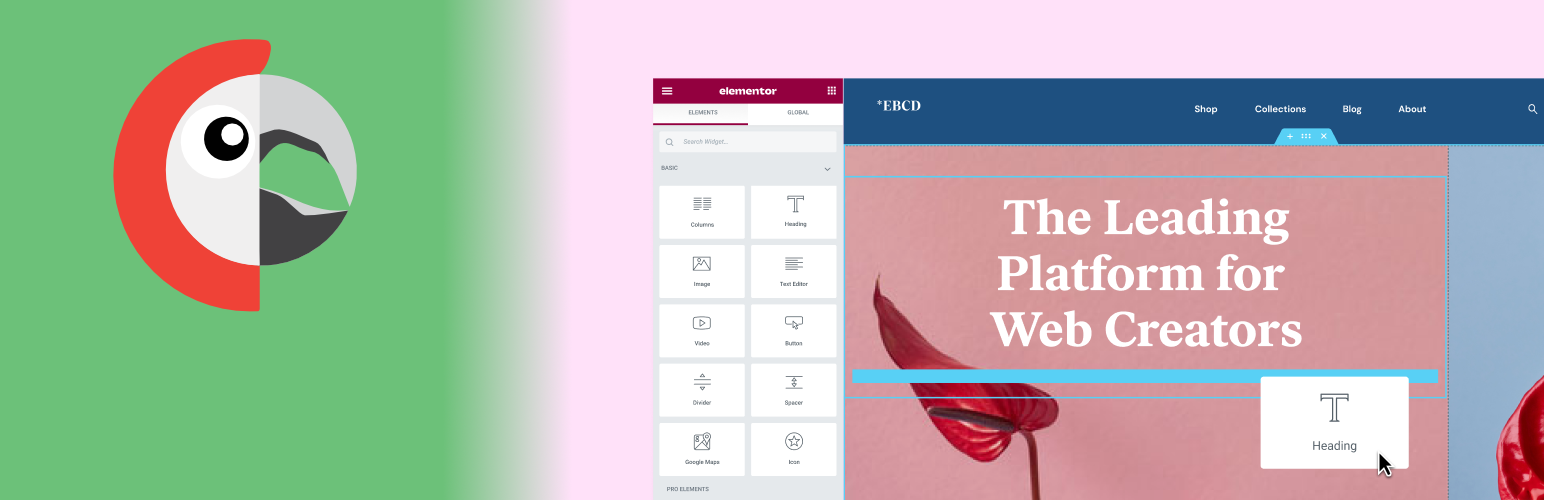 elementor
ELEMENTS
GLOBAL
Search Widget...
BASIC
Columns
Heading
Image
Text Editor
Video
Button
Divider
Spacer
Google Maps
Icon
PRO ELEMENTS
*EBCD
Shop
Collections
Blog
About
The Leading
Platform for
Web Creators
Heading